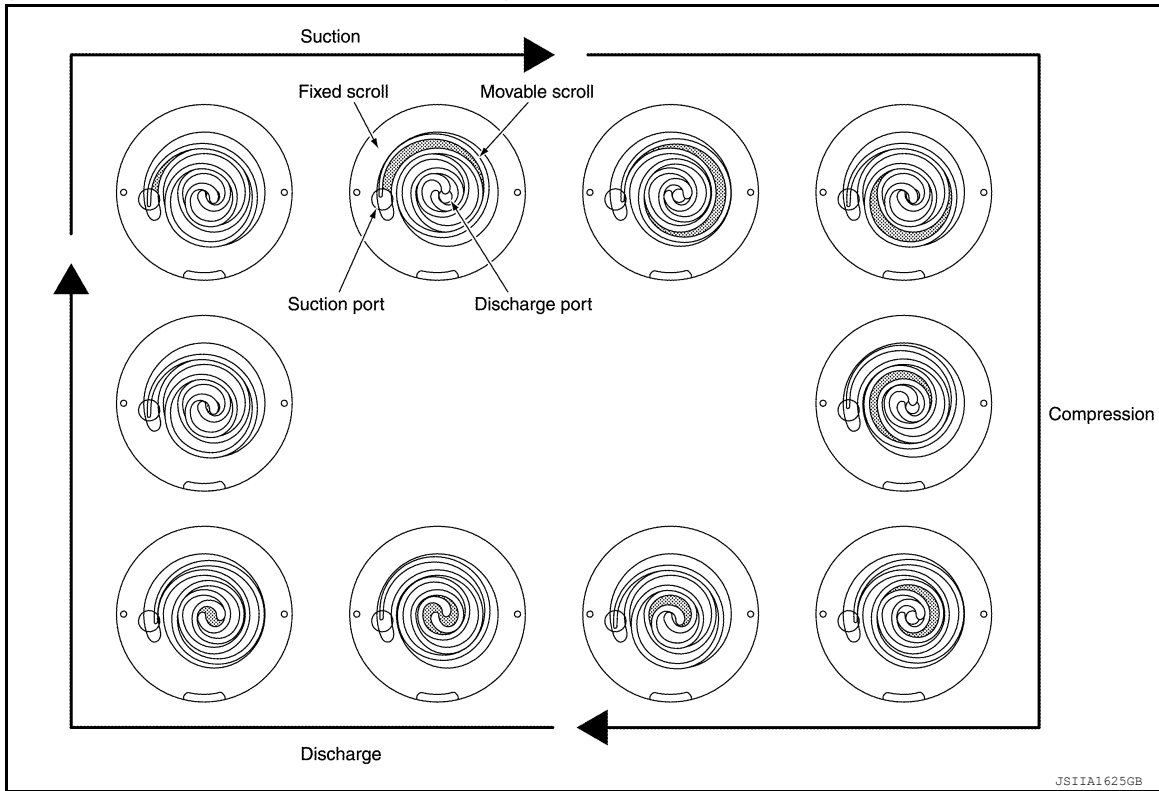 Suction
Fixed scroll
Movable scroll
Suction port
Discharge port
Compression
Discharge
JSIIA1625GB